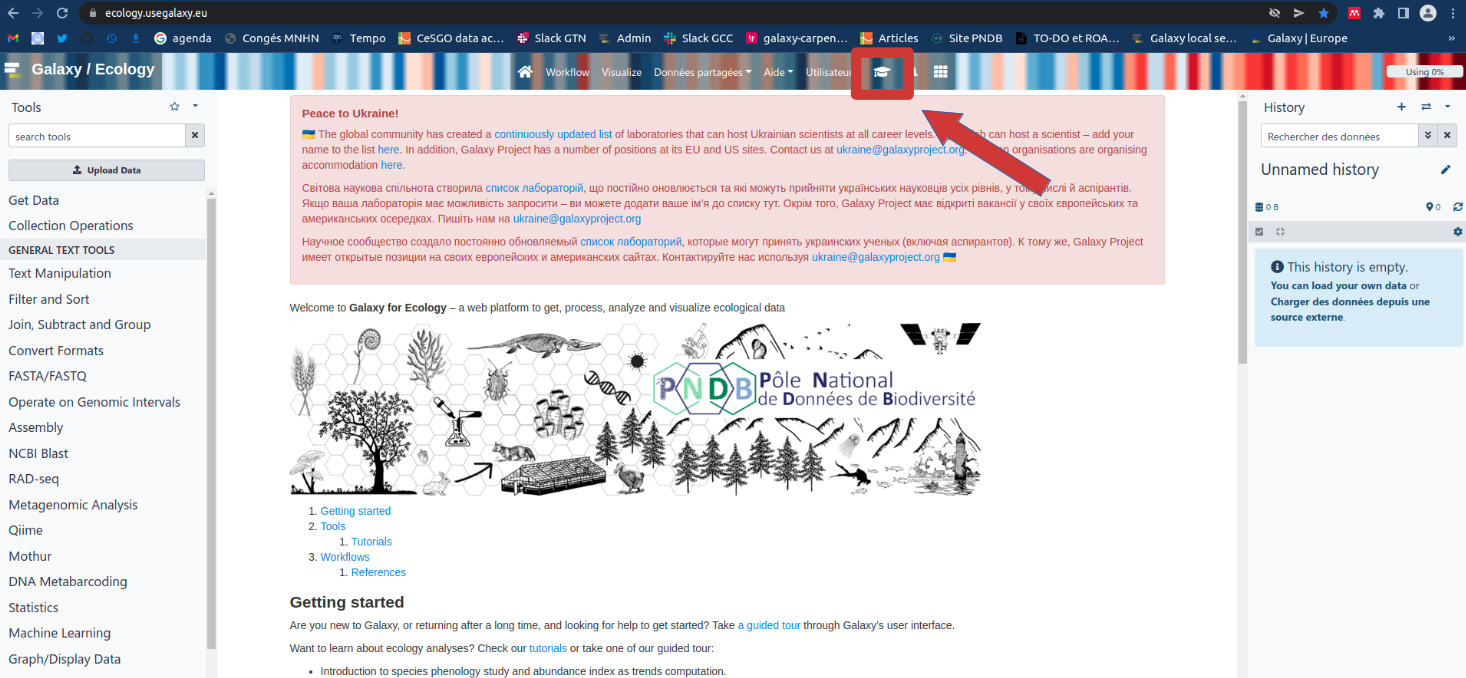 ecology.usegalaxy.eu
agenda
Congés MNHN
Tempo
CeSGO data ac...
Slack GTN
Admin
Slack GCC
galaxy-carpen...
Articles
Site PNDB
TO-DO et ROA...
Galaxy local se...
Galaxy | Europe
»
Galaxy / Ecology
Workflow
Visualize
Données partagées
Aide
Utilisateur
Using 0%
Tools
search tools
Upload Data
Get Data
Collection Operations
GENERAL TEXT TOOLS
Text Manipulation
Filter and Sort
Join, Subtract and Group
Convert Formats
FASTA/FASTQ
Operate on Genomic Intervals
Assembly
NCBI Blast
RAD-seq
Metagenomic Analysis
Qiime
Mothur
DNA Metabarcoding
Statistics
Machine Learning
Graph/Display Data
Peace to Ukraine!
🇺🇦 The global community has created a continuously updated list of laboratories that can host Ukrainian scientists at all career levels. can host a scientist – add your
name to the list here. In addition, Galaxy Project has a number of positions at its EU and US sites. Contact us at ukraine@galaxyproject.org. organisations are organising
accommodation here.
Світова наукова спільнота створила список лабораторій, що постійно оновлюється та які можуть прийняти українських науковців усіх рівнів, у числі й аспірантів.
Якщо ваша лабораторія має можливість запросити – ви можете додати ваше ім'я до списку тут. Окрім того, Galaxy Project має відкриті вакансії у своїх європейських та
американських осередках. Пишіть нам на ukraine@galaxyproject.org
Научное сообщество создало постоянно обновляемый список лабораторий, которые могут принять украинских ученых (включая аспирантов). К тому же, Galaxy Project
имеет открытые позиции на своих европейских и американских сайтах. Контактируйте нас используя ukraine@galaxyproject.org 🇺🇦
Welcome to Galaxy for Ecology – a web platform to get, process, analyze and visualize ecological data
PNDB
Pôle National
de Données de Biodiversité
1. Getting started
2. Tools
1. Tutorials
3. Workflows
1. References
Getting started
Are you new to Galaxy, or returning after a long time, and looking for help to get started? Take a guided tour through Galaxy's user interface.
Want to learn about ecology analyses? Check our tutorials or take one of our guided tour:
• Introduction to species phenology study and abundance index as trends computation.
History
Rechercher des données
Unnamed history
0 B
0
This history is empty.
You can load your own data or
Charger des données depuis une
source externe.